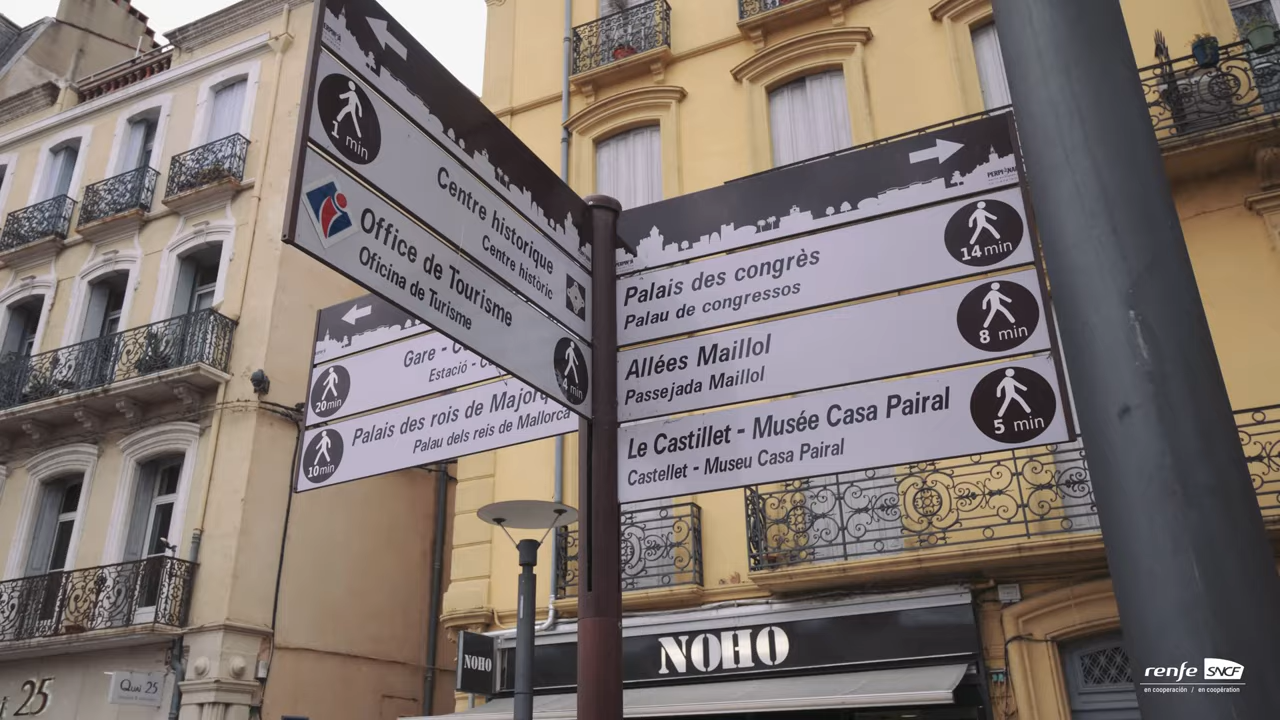 1 min
Centre historique
Centre històric
Office de Tourisme
Oficina de Turisme
4 min
Gare -
Estació -
20 min
Palais des rois de Majorq
Palau dels reis de Mallorca
10 min
PERPIGNAN
Palais des congrès
Palau de congressos
14 min
Allées Maillol
Passejada Maillol
8 min
Le Castillet - Musée Casa Pairal
Castellet - Museu Casa Pairal
5 min
NOHO
NOHO
Quai 25
25
renfe SNCF
en cooperación / en coopération